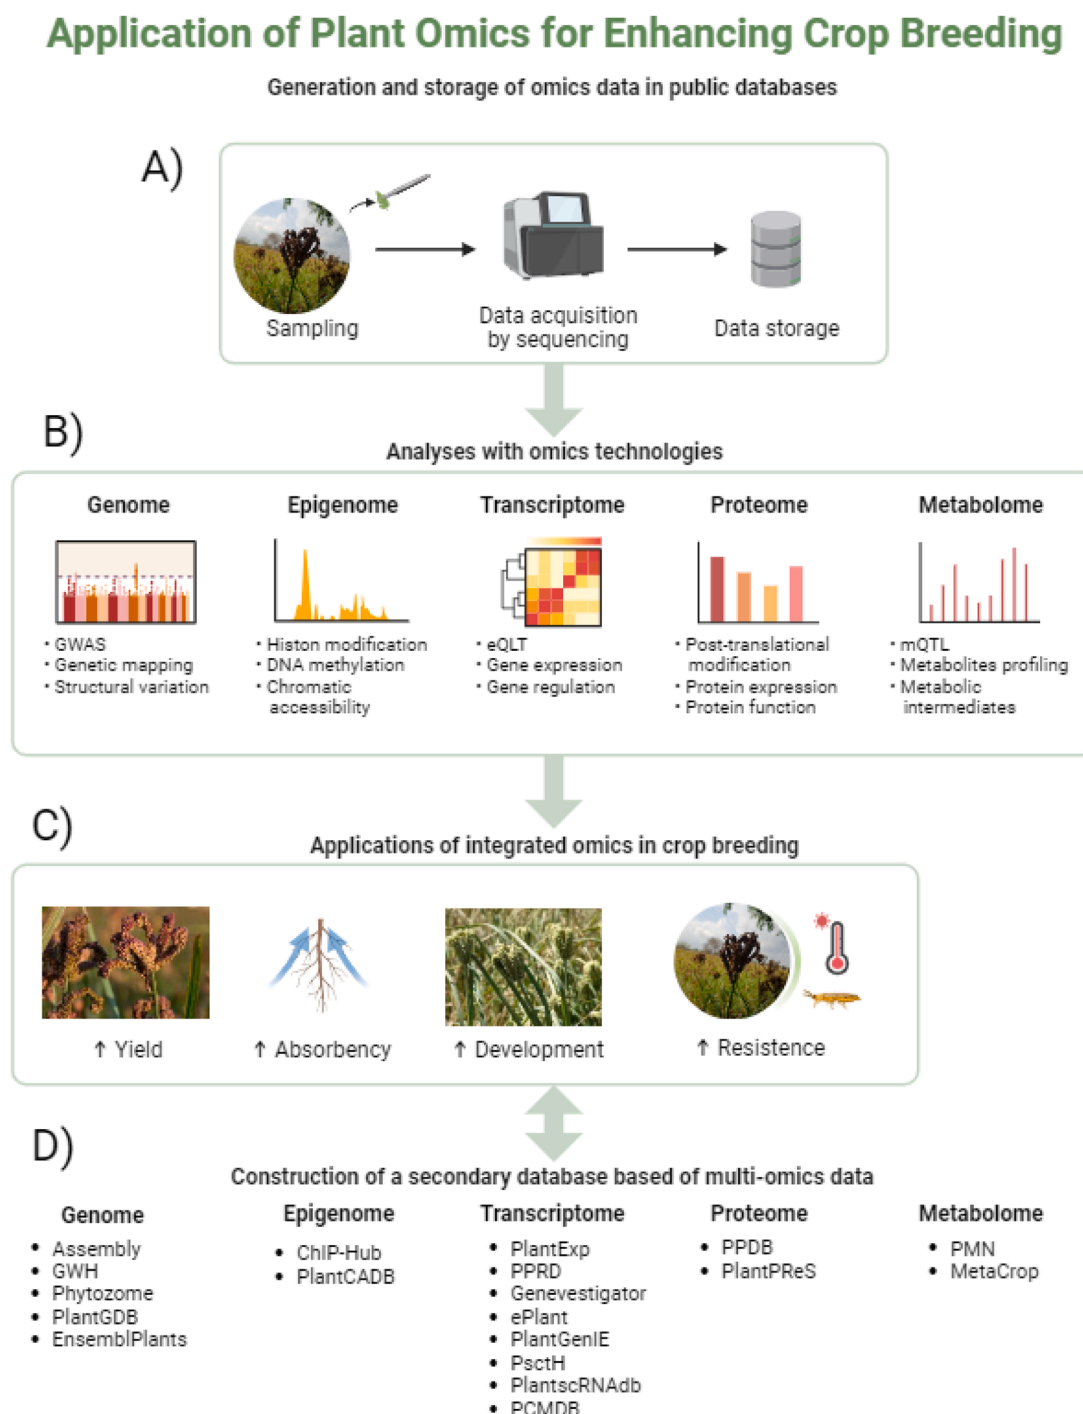 Application of Plant Omics for Enhancing Crop Breeding
Generation and storage of omics data in public databases
A)
Sampling
Data acquisition
by sequencing
Data storage
B)
Analyses with omics technologies
Genome
· GWAS
· Genetic mapping
· Structural variation
Epigenome
· Histon modification
· DNA methylation
· Chromatic
accessibility
Transcriptome
· eQLT
· Gene expression
· Gene regulation
Proteome
· Post-translational
modification
· Protein expression
· Protein function
Metabolome
· mQTL
· Metabolites profiling
· Metabolic
intermediates
C)
Applications of integrated omics in crop breeding
↑ Yield
↑ Absorbency
↑ Development
↑ Resistence
D)
Construction of a secondary database based of multi-omics data
Genome
• Assembly
• GWH
• Phytozome
• PlantGDB
• EnsemblPlants
Epigenome
• ChIP-Hub
• PlantCADB
Transcriptome
• PlantExp
• PPRD
• Genevestigator
• ePlant
• PlantGenIE
• PsctH
• PlantscRNAdb
• PCMDB
Proteome
• PPDB
• PlantPReS
Metabolome
• PMN
• MetaCrop